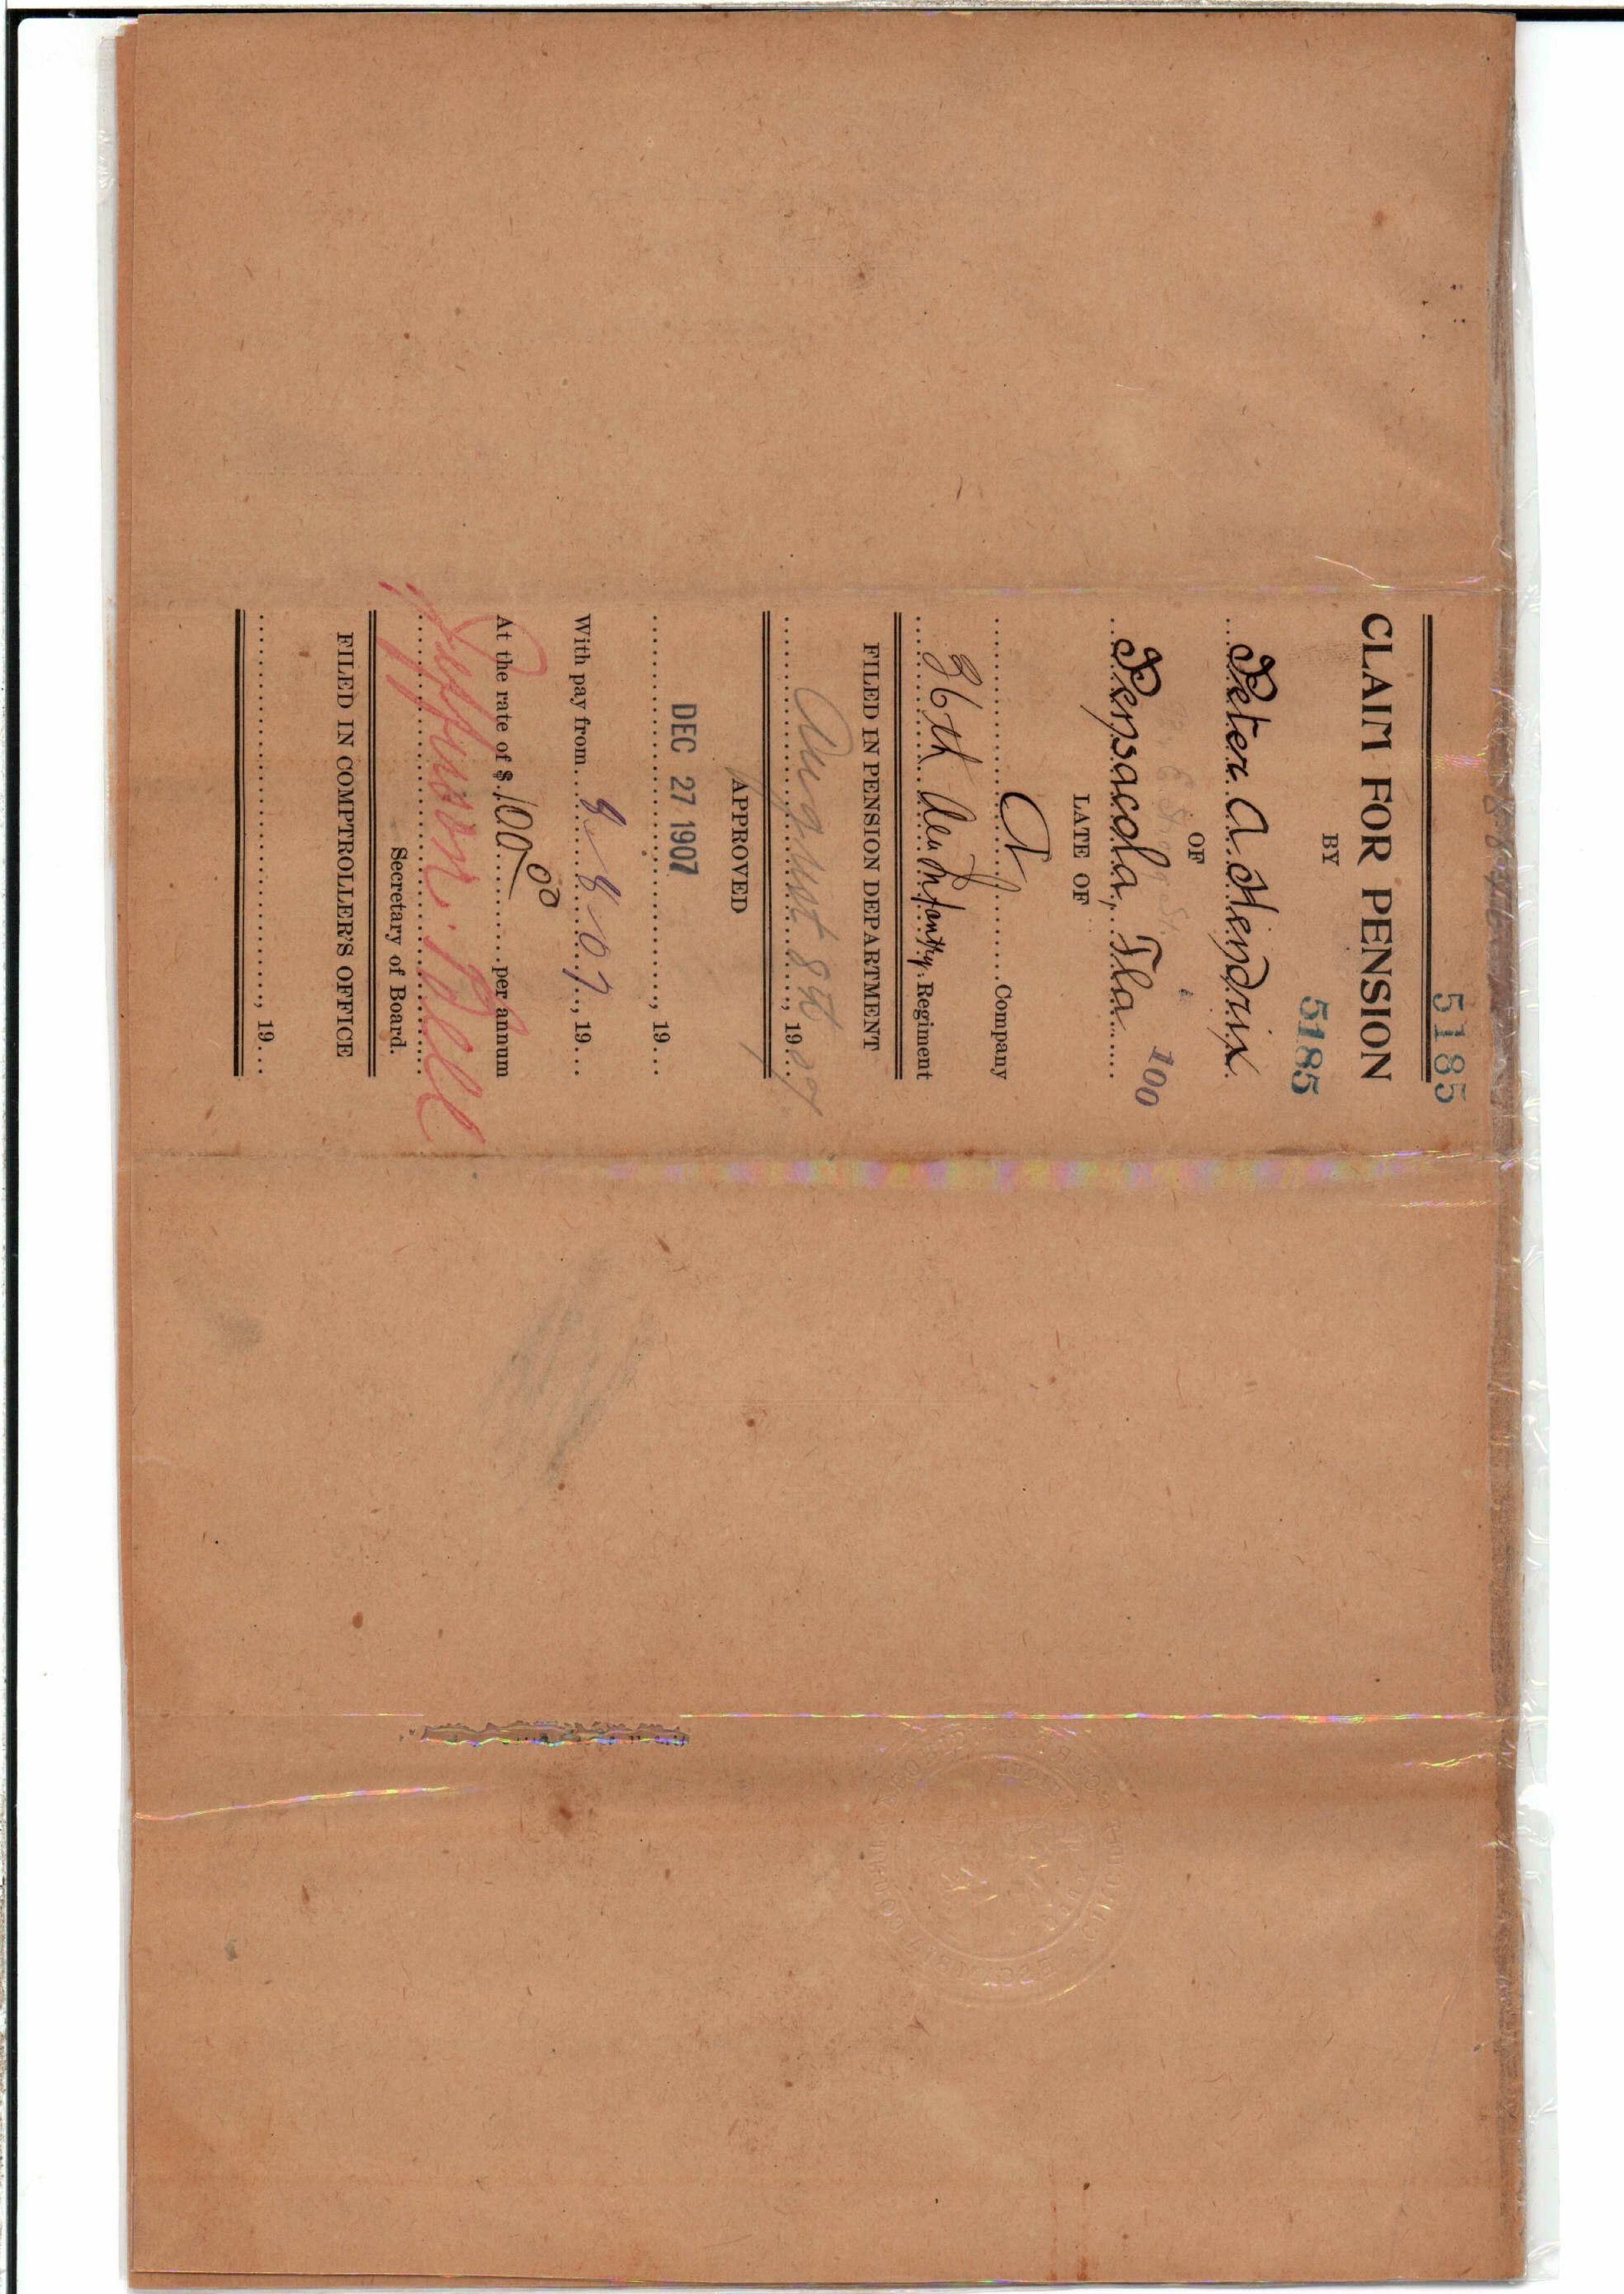 5185
CLAIM FOR PENSION
BY
5185
Peter A Hendrix.
OF
100
Pensacola, Fla
LATE OF
A Company
36th Ala Infantry Regiment
FILED IN PENSION DEPARTMENT
August 8th, 1907
APPROVED
DEC 27 1907
, 19
With pay from 8-8-07, 19
At the rate of $ 100 00 per annum
Jefferson Bell
Secretary of Board.
FILED IN COMPTROLLER'S OFFICE
, 19